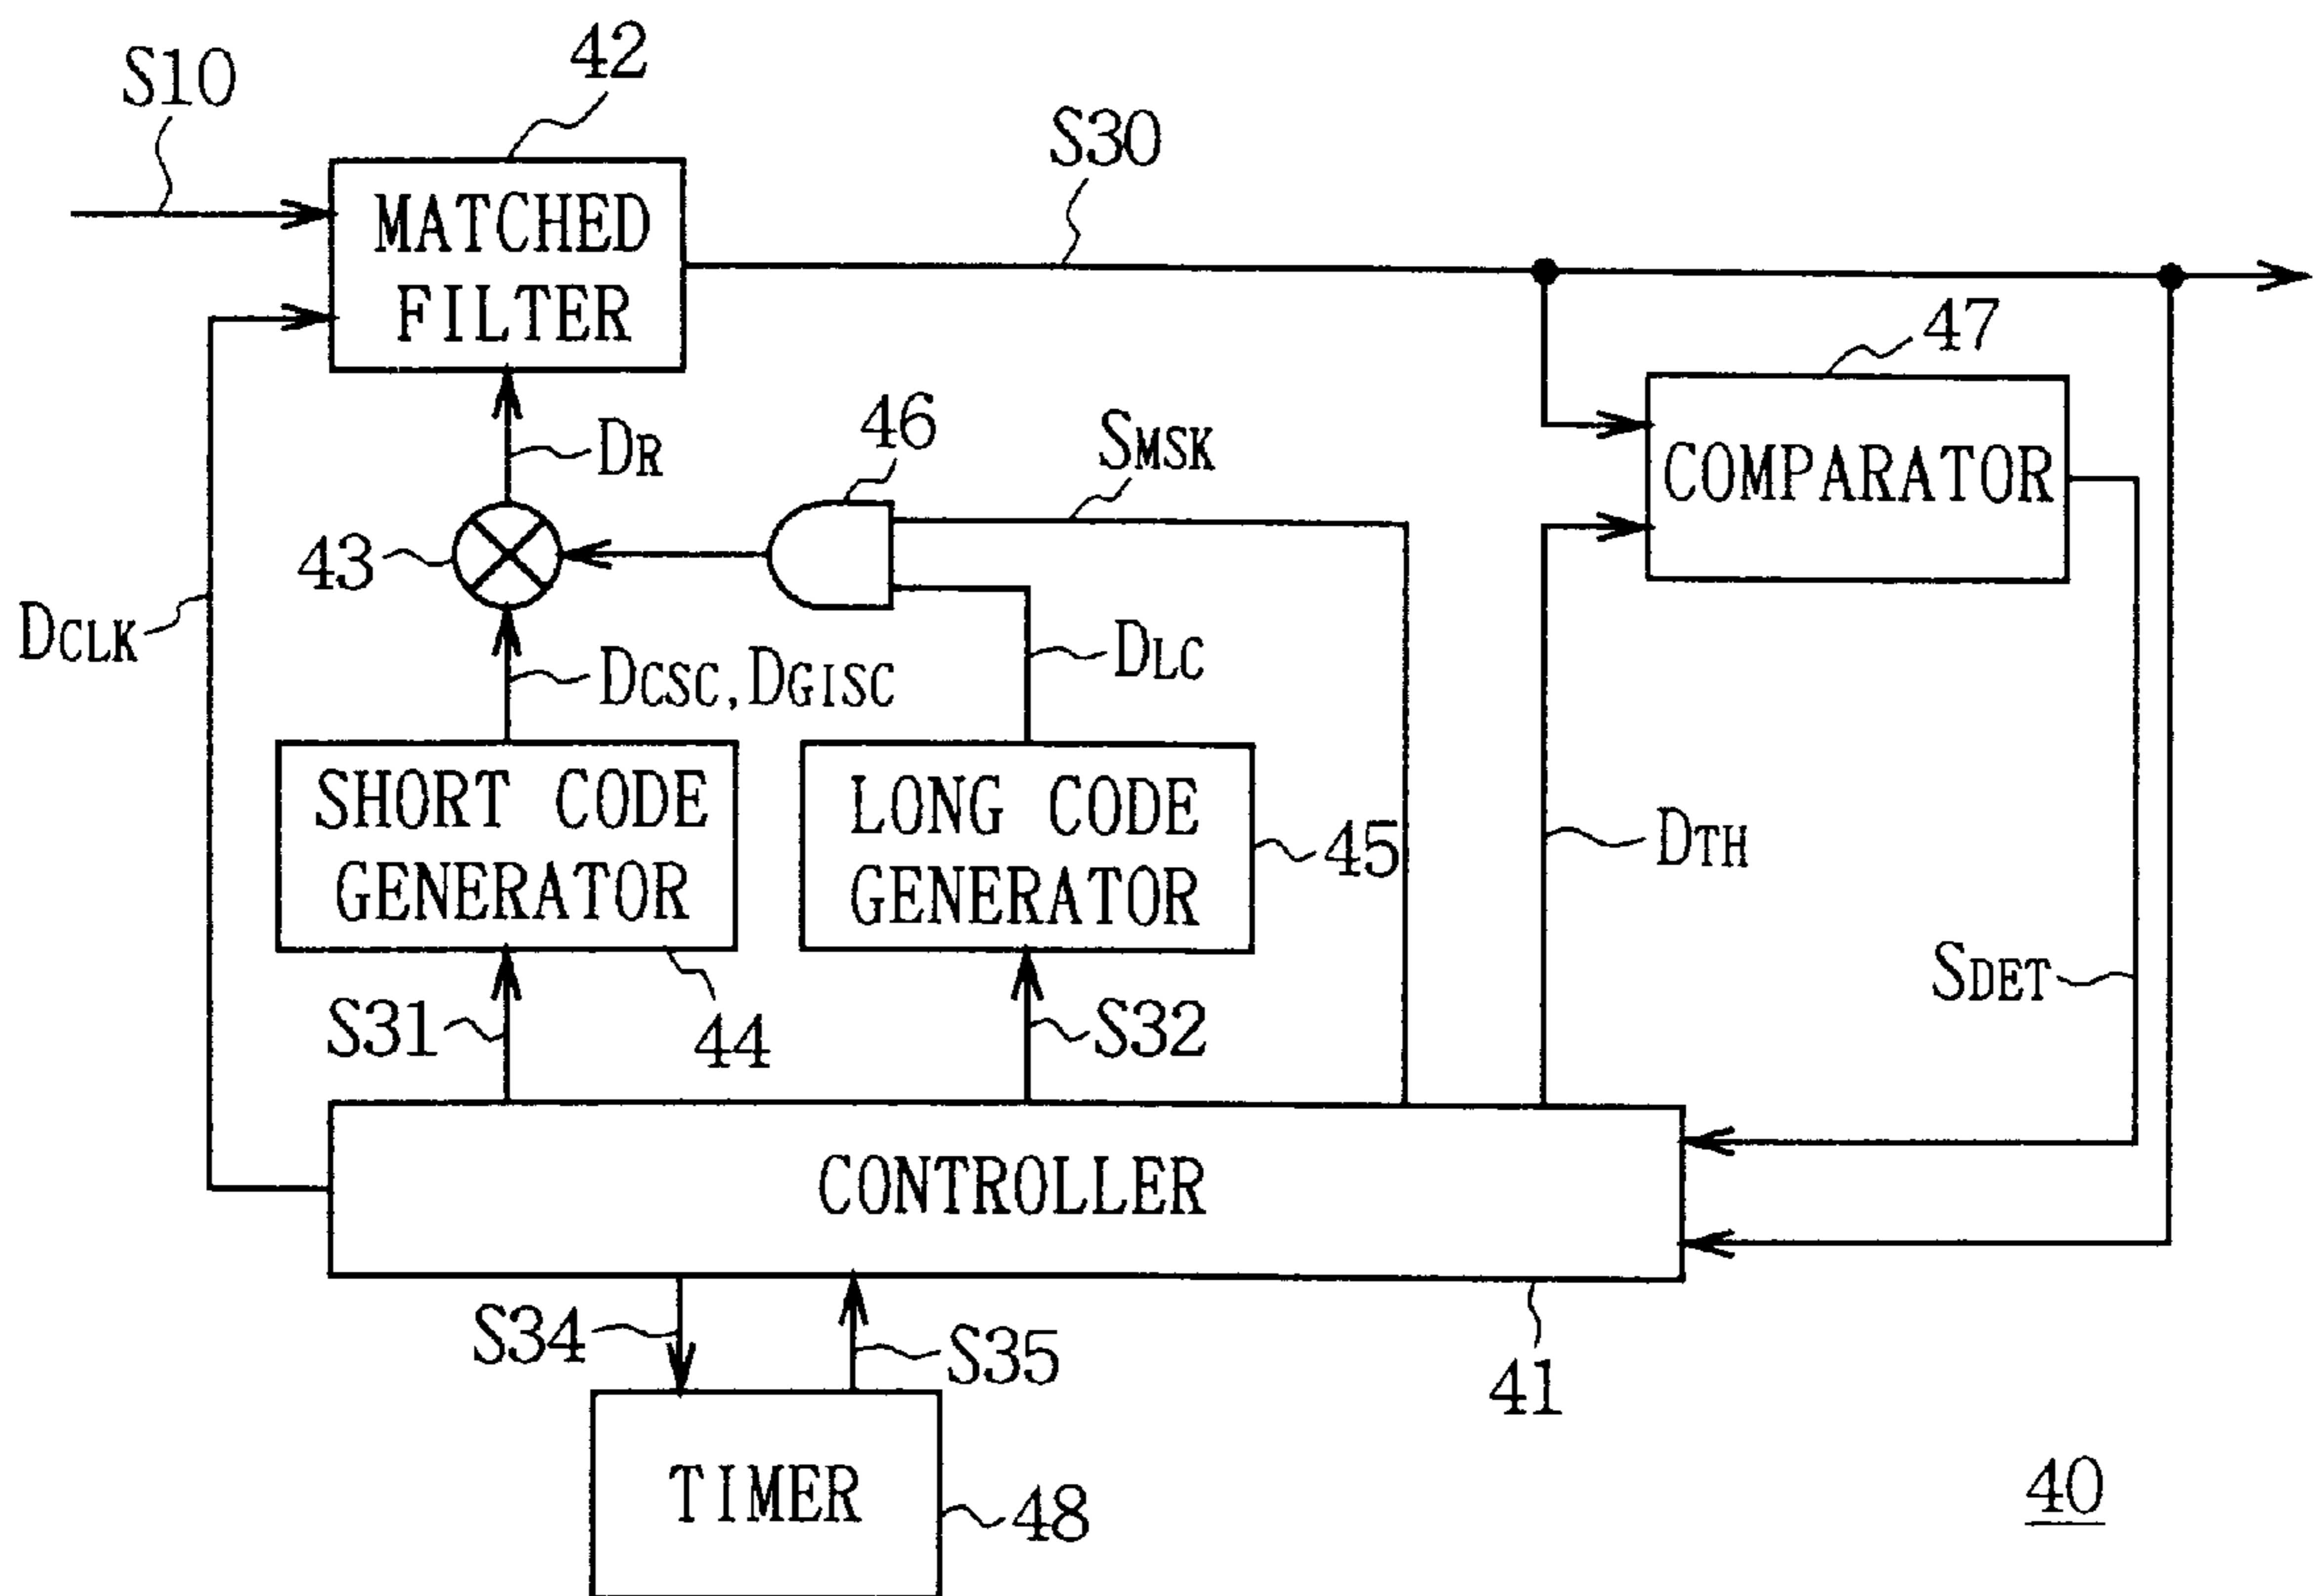 42
S10
S30
MATCHED
FILTER
47
46
SMSK
DR
COMPARATOR
43
DCLK
DLC
DCSC, DGISC
SHORT CODE
GENERATOR
LONG CODE
GENERATOR
45
DTH
SDET
S31
44
S32
CONTROLLER
S34
S35
41
TIMER
48
40